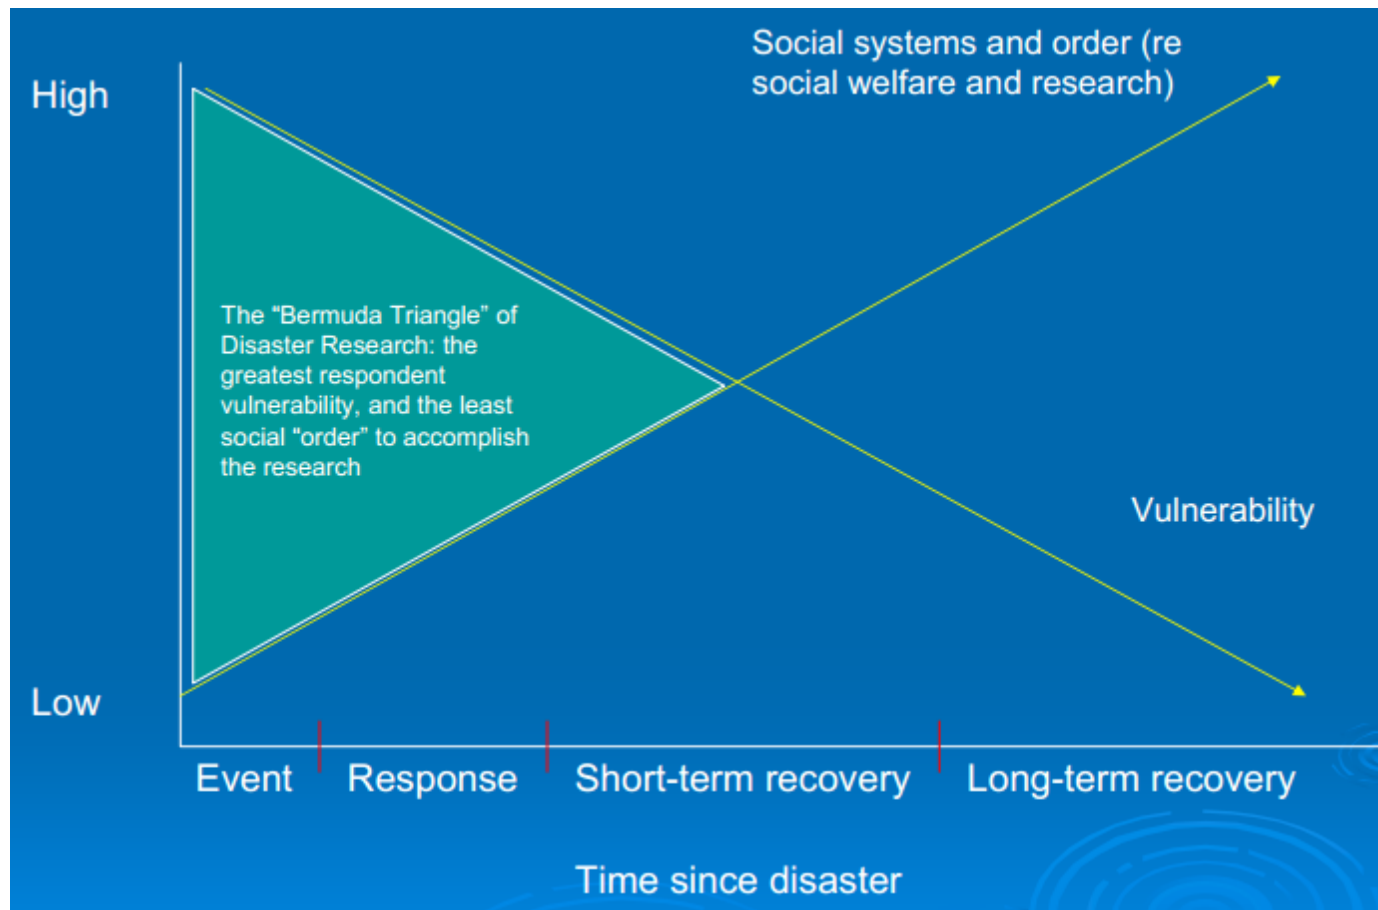 Social systems and order (re
social welfare and research)
High
The “Bermuda Triangle” of
Disaster Research: the
greatest respondent
vulnerability, and the least
social “order” to accomplish
the research
Vulnerability
Low
Event
Response
Short-term recovery
Long-term recovery
Time since disaster